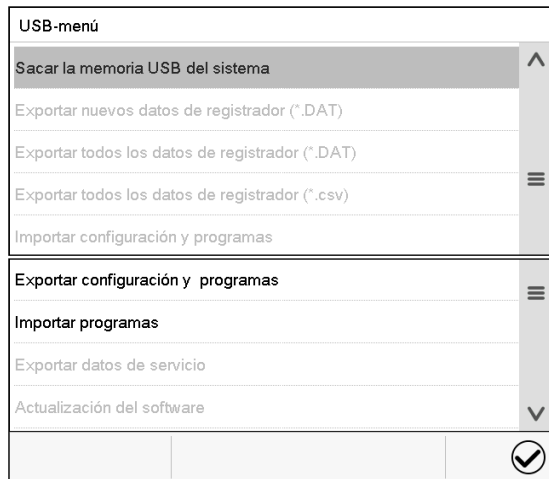 USB-menú
Sacar la memoria USB del sistema
Exportar nuevos datos de registrador (*.DAT)
Exportar todos los datos de registrador (*.DAT)
Exportar todos los datos de registrador (*.csv)
Importar configuración y programas
Exportar configuración y programas
Importar programas
Exportar datos de servicio
Actualización del software